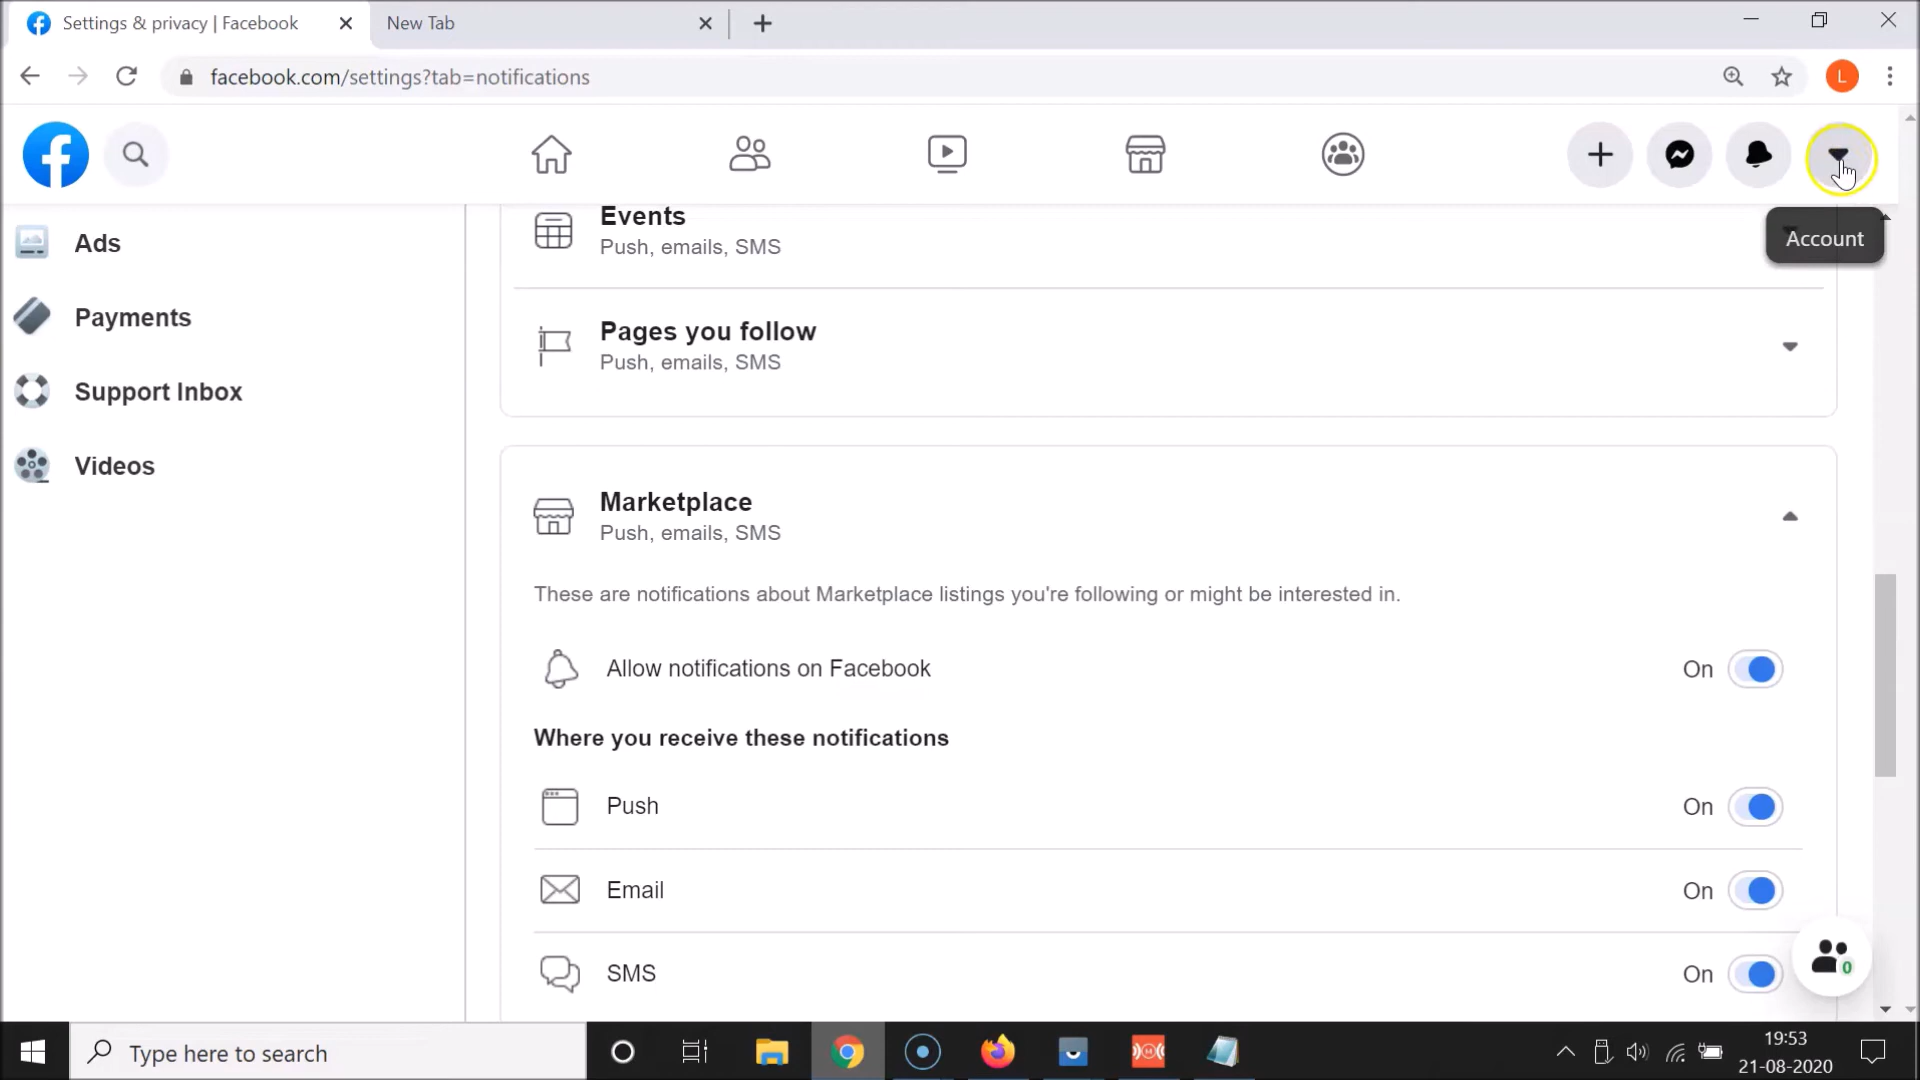 Settings & privacy | Facebook
New Tab
facebook.com/settings?tab=notifications
L
Account
Ads
Payments
Support Inbox
Videos
Events
Push, emails, SMS
Pages you follow
Push, emails, SMS
Marketplace
Push, emails, SMS
These are notifications about Marketplace listings you're following or might be interested in.
Allow notifications on Facebook
On
Where you receive these notifications
Push
On
Email
On
SMS
On
0
Type here to search
19:53
21-08-2020